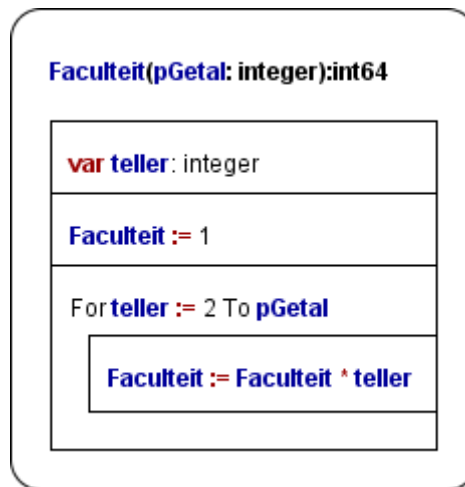 Faculteit(pGetal: integer):int64
var teller: integer
Faculteit := 1
For teller := 2 To pGetal
Faculteit := Faculteit * teller